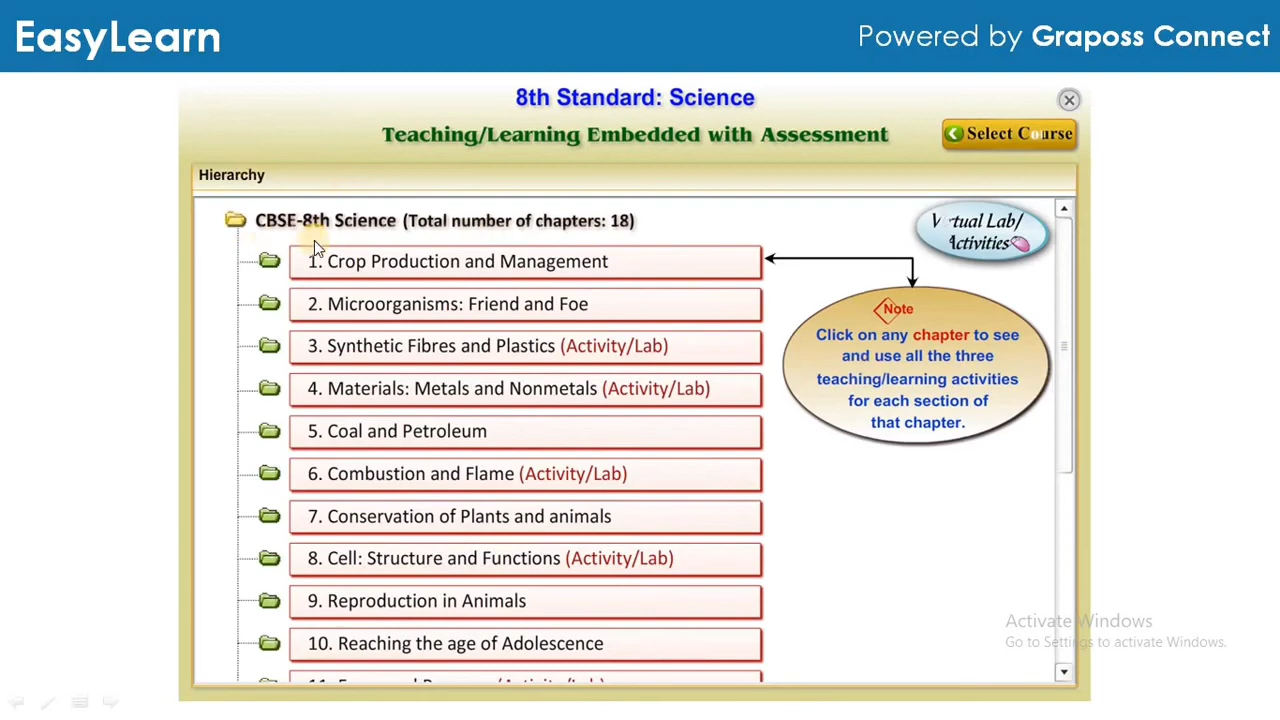 EasyLearn
Powered by Graposs Connect
8th Standard: Science
Teaching/Learning Embedded with Assessment
Select Course
Hierarchy
CBSE-8th Science (Total number of chapters: 18)
Virtual Lab/
Activities
1. Crop Production and Management
2. Microorganisms: Friend and Foe
3. Synthetic Fibres and Plastics (Activity/Lab)
4. Materials: Metals and Nonmetals (Activity/Lab)
5. Coal and Petroleum
6. Combustion and Flame (Activity/Lab)
7. Conservation of Plants and animals
8. Cell: Structure and Functions (Activity/Lab)
9. Reproduction in Animals
10. Reaching the age of Adolescence
Note
Click on any chapter to see
and use all the three
teaching/learning activities
for each section of
that chapter.
Activate Windows
Go to Settings to activate Windows.